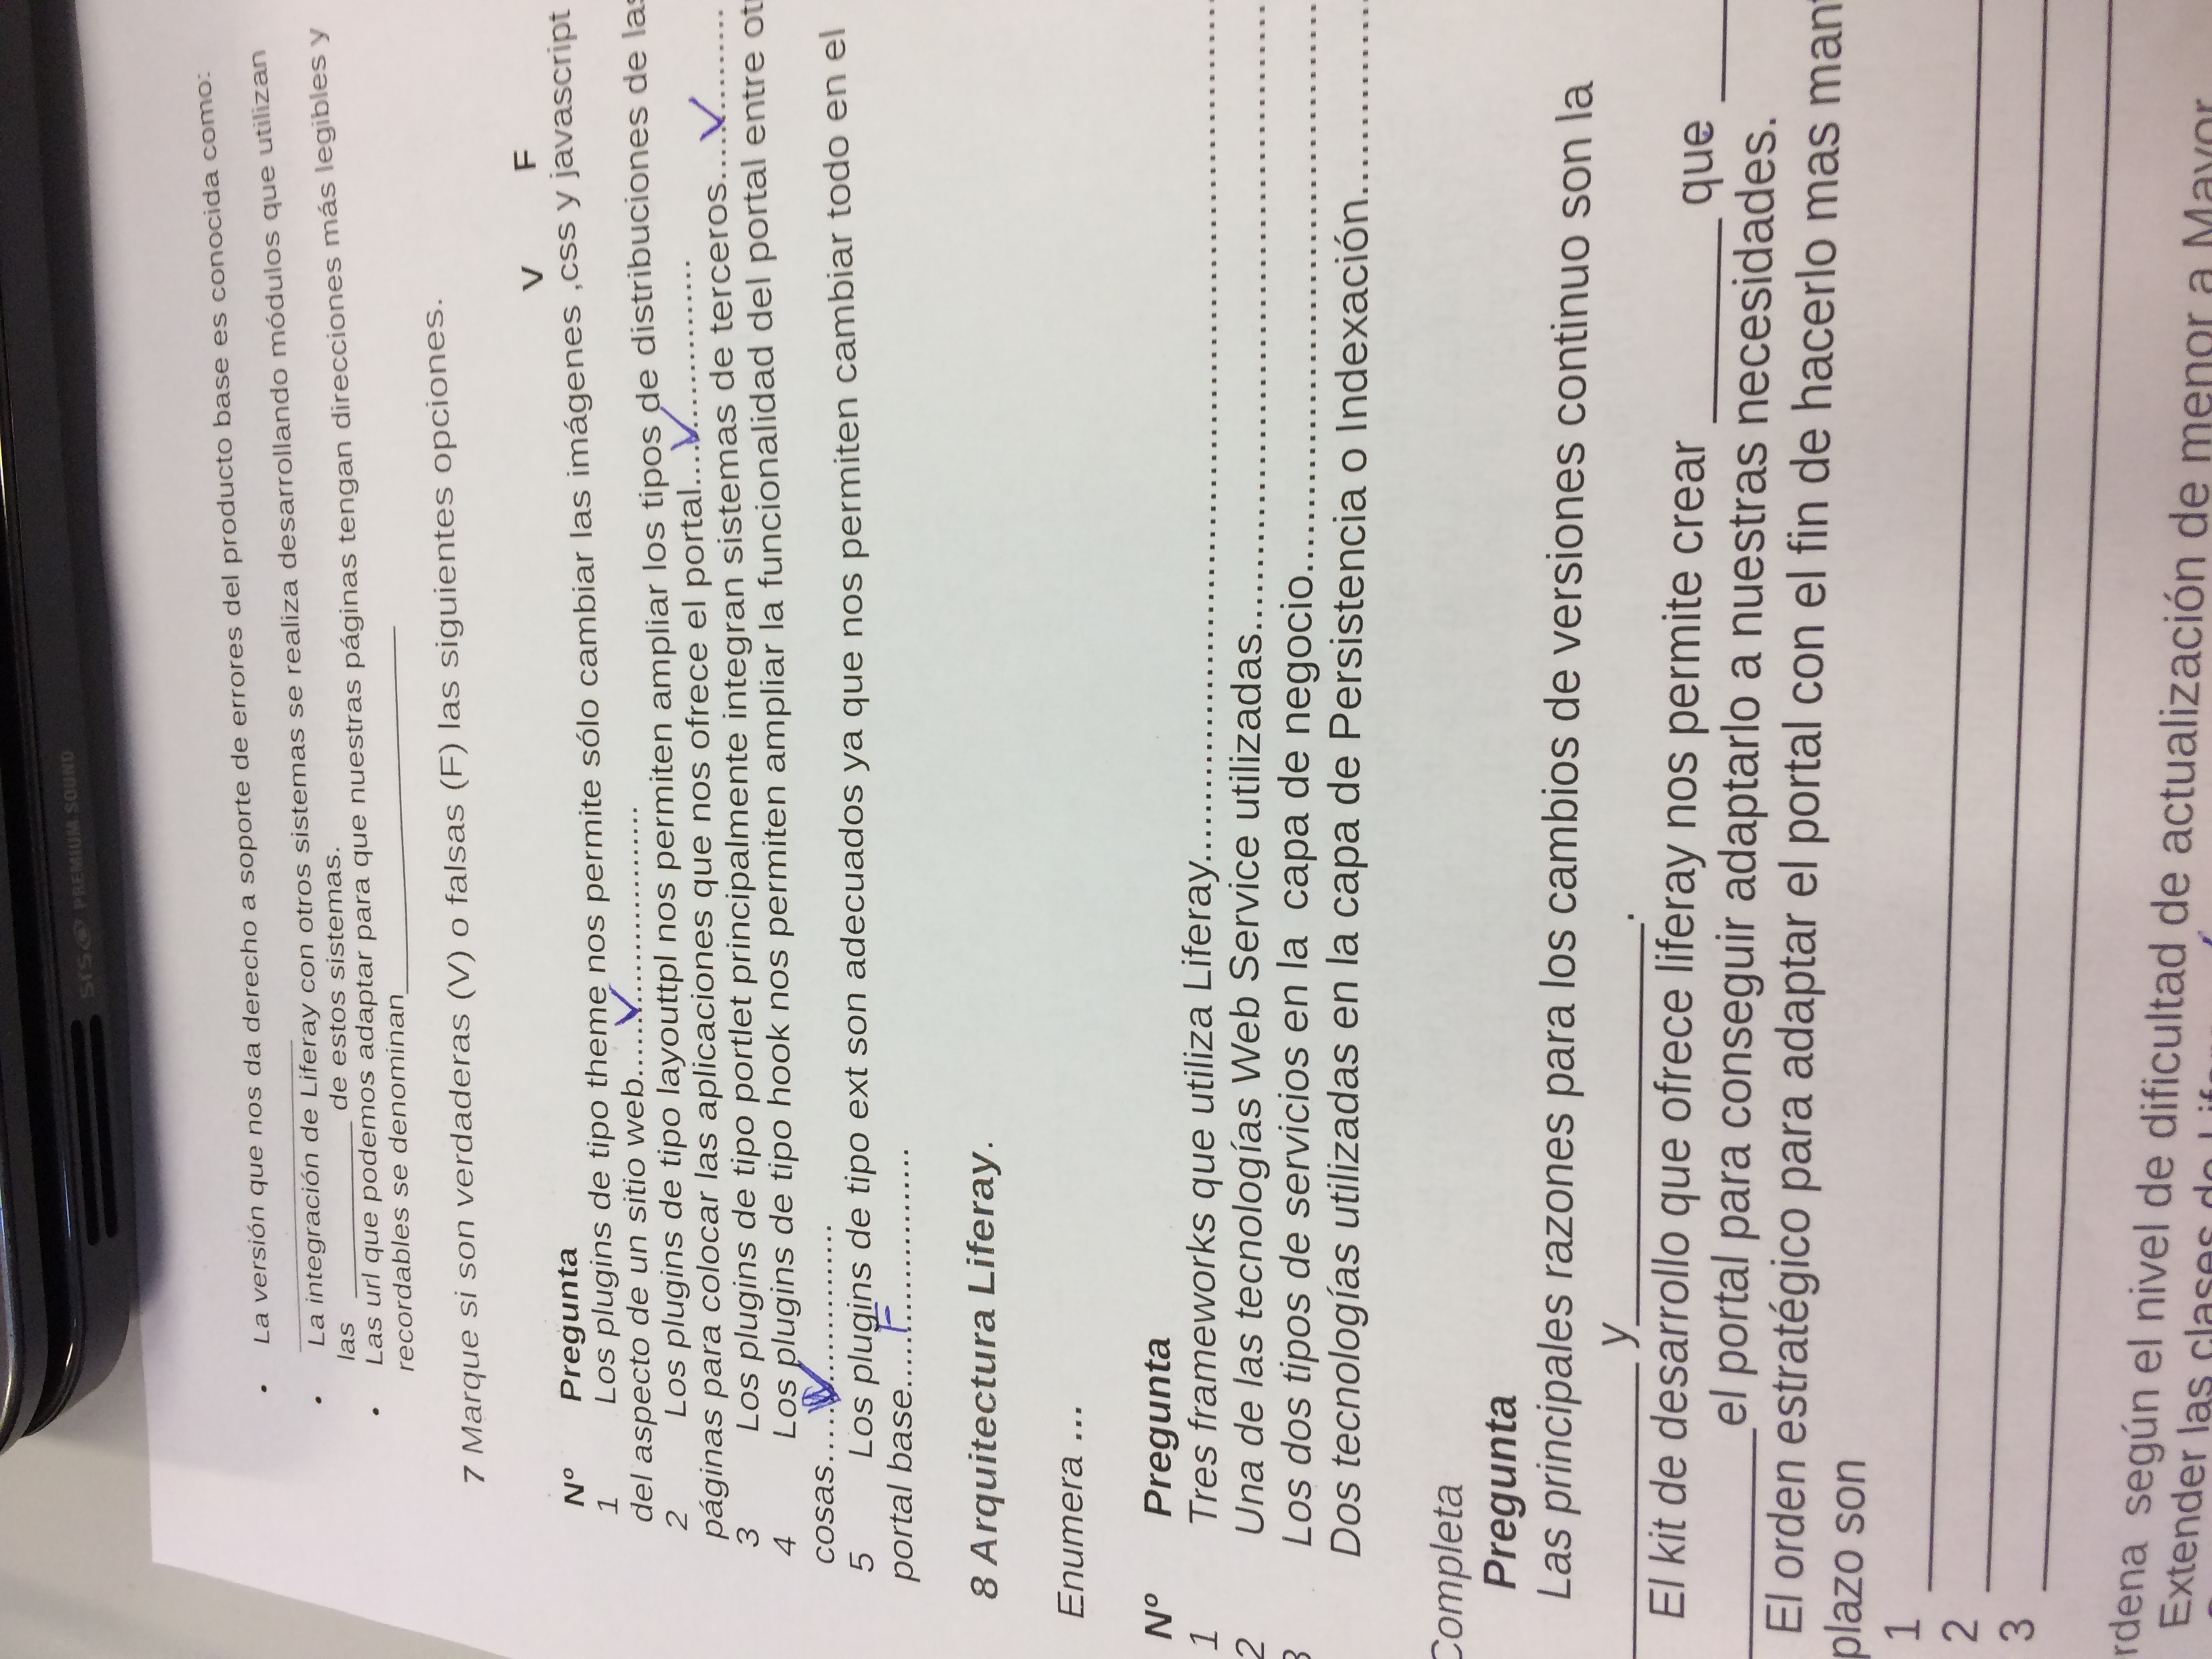 SRS PREMIUM SOUND
• La versión que nos da derecho a soporte de errores del producto base es conocida como:
____________________
• La integración de Liferay con otros sistemas se realiza desarrollando módulos que utilizan
las ____________ de estos sistemas.
• Las url que podemos adaptar para que nuestras páginas tengan direcciones más legibles y
recordables se denominan________________________
7 Marque si son verdaderas (V) o falsas (F) las siguientes opciones.
V F
Nº Pregunta
1 Los plugins de tipo theme nos permite sólo cambiar las imágenes ,css y javascript
del aspecto de un sitio web......V......................
2 Los plugins de tipo layouttpl nos permiten ampliar los tipos de distribuciones de las
páginas para colocar las aplicaciones que nos ofrece el portal.....V.................
3 Los plugins de tipo portlet principalmente integran sistemas de terceros......V............
4 Los plugins de tipo hook nos permiten ampliar la funcionalidad del portal entre
cosas......V.................
5 Los plugins de tipo ext son adecuados ya que nos permiten cambiar todo en el
portal base......F.................
8 Arquitectura Liferay.
Enumera ...
Nº Pregunta
1 Tres frameworks que utiliza Liferay............................................................
2 Una de las tecnologías Web Service utilizadas................................................
3 Los dos tipos de servicios en la capa de negocio............................................
Dos tecnologías utilizadas en la capa de Persistencia o Indexación...............
Completa
Pregunta
Las principales razones para los cambios de versiones continuo son la
____________ y________________.
El kit de desarrollo que ofrece liferay nos permite crear ________ que ____
_________el portal para conseguir adaptarlo a nuestras necesidades.
El orden estratégico para adaptar el portal con el fin de hacerlo mas
plazo son
1 ____________________
2 ____________________
3 ____________________
según el nivel de dificultad de actualización de menor a Mayor
Extender las clases de